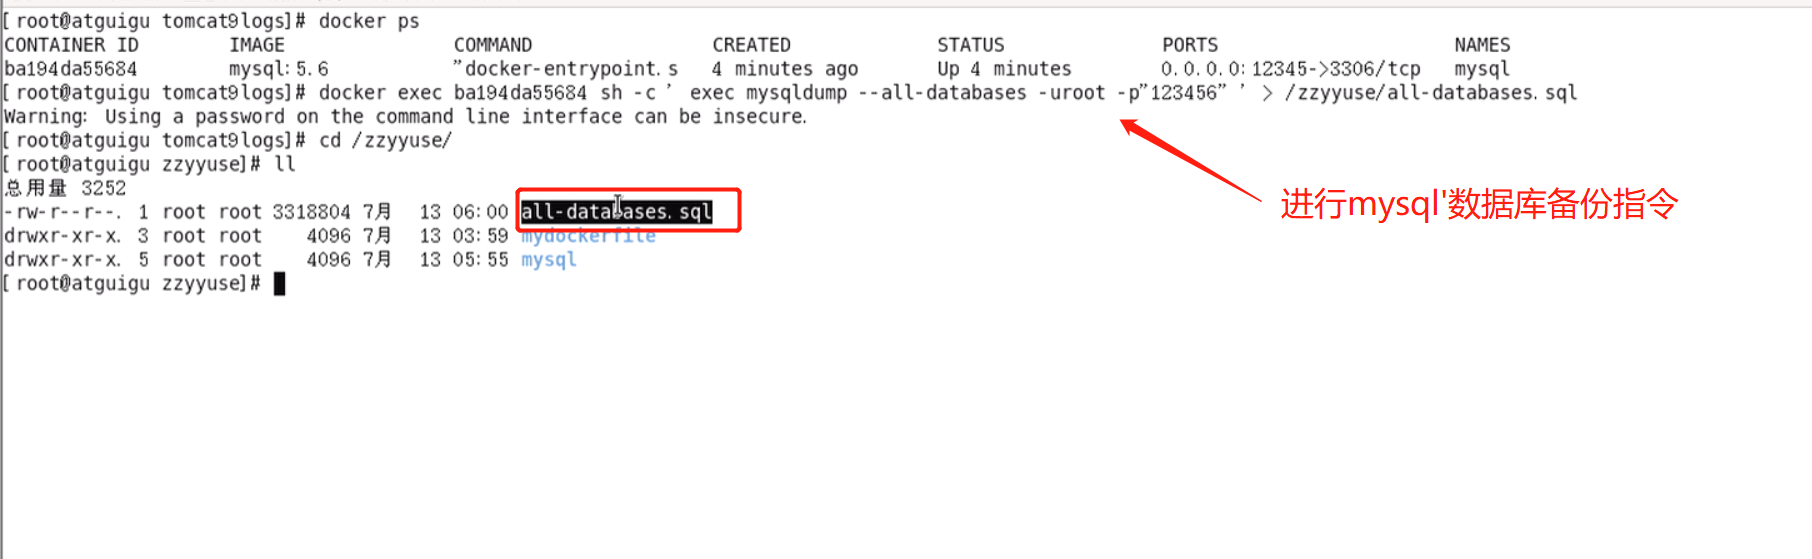 [root@atguigu tomcat9logs]# docker ps
CONTAINER ID        IMAGE               COMMAND                CREATED             STATUS              PORTS                     NAMES
ba194da55684        mysql:5.6           "docker-entrypoint.s   4 minutes ago       Up 4 minutes        0.0.0.0:12345->3306/tcp   mysql
[root@atguigu tomcat9logs]# docker exec ba194da55684 sh -c ' exec mysqldump --all-databases -uroot -p"123456" ' > /zzyyuse/all-databases.sql
Warning: Using a password on the command line interface can be insecure.
[root@atguigu tomcat9logs]# cd /zzyyuse/
[root@atguigu zzyyuse]# ll
总用量 3252
-rw-r--r--. 1 root root 3318804 7月  13 06:00 all-databases.sql
drwxr-xr-x. 3 root root    4096 7月  13 03:59 mydockerfile
drwxr-xr-x. 5 root root    4096 7月  13 05:55 mysql
[root@atguigu zzyyuse]#
进行mysql'数据库备份指令